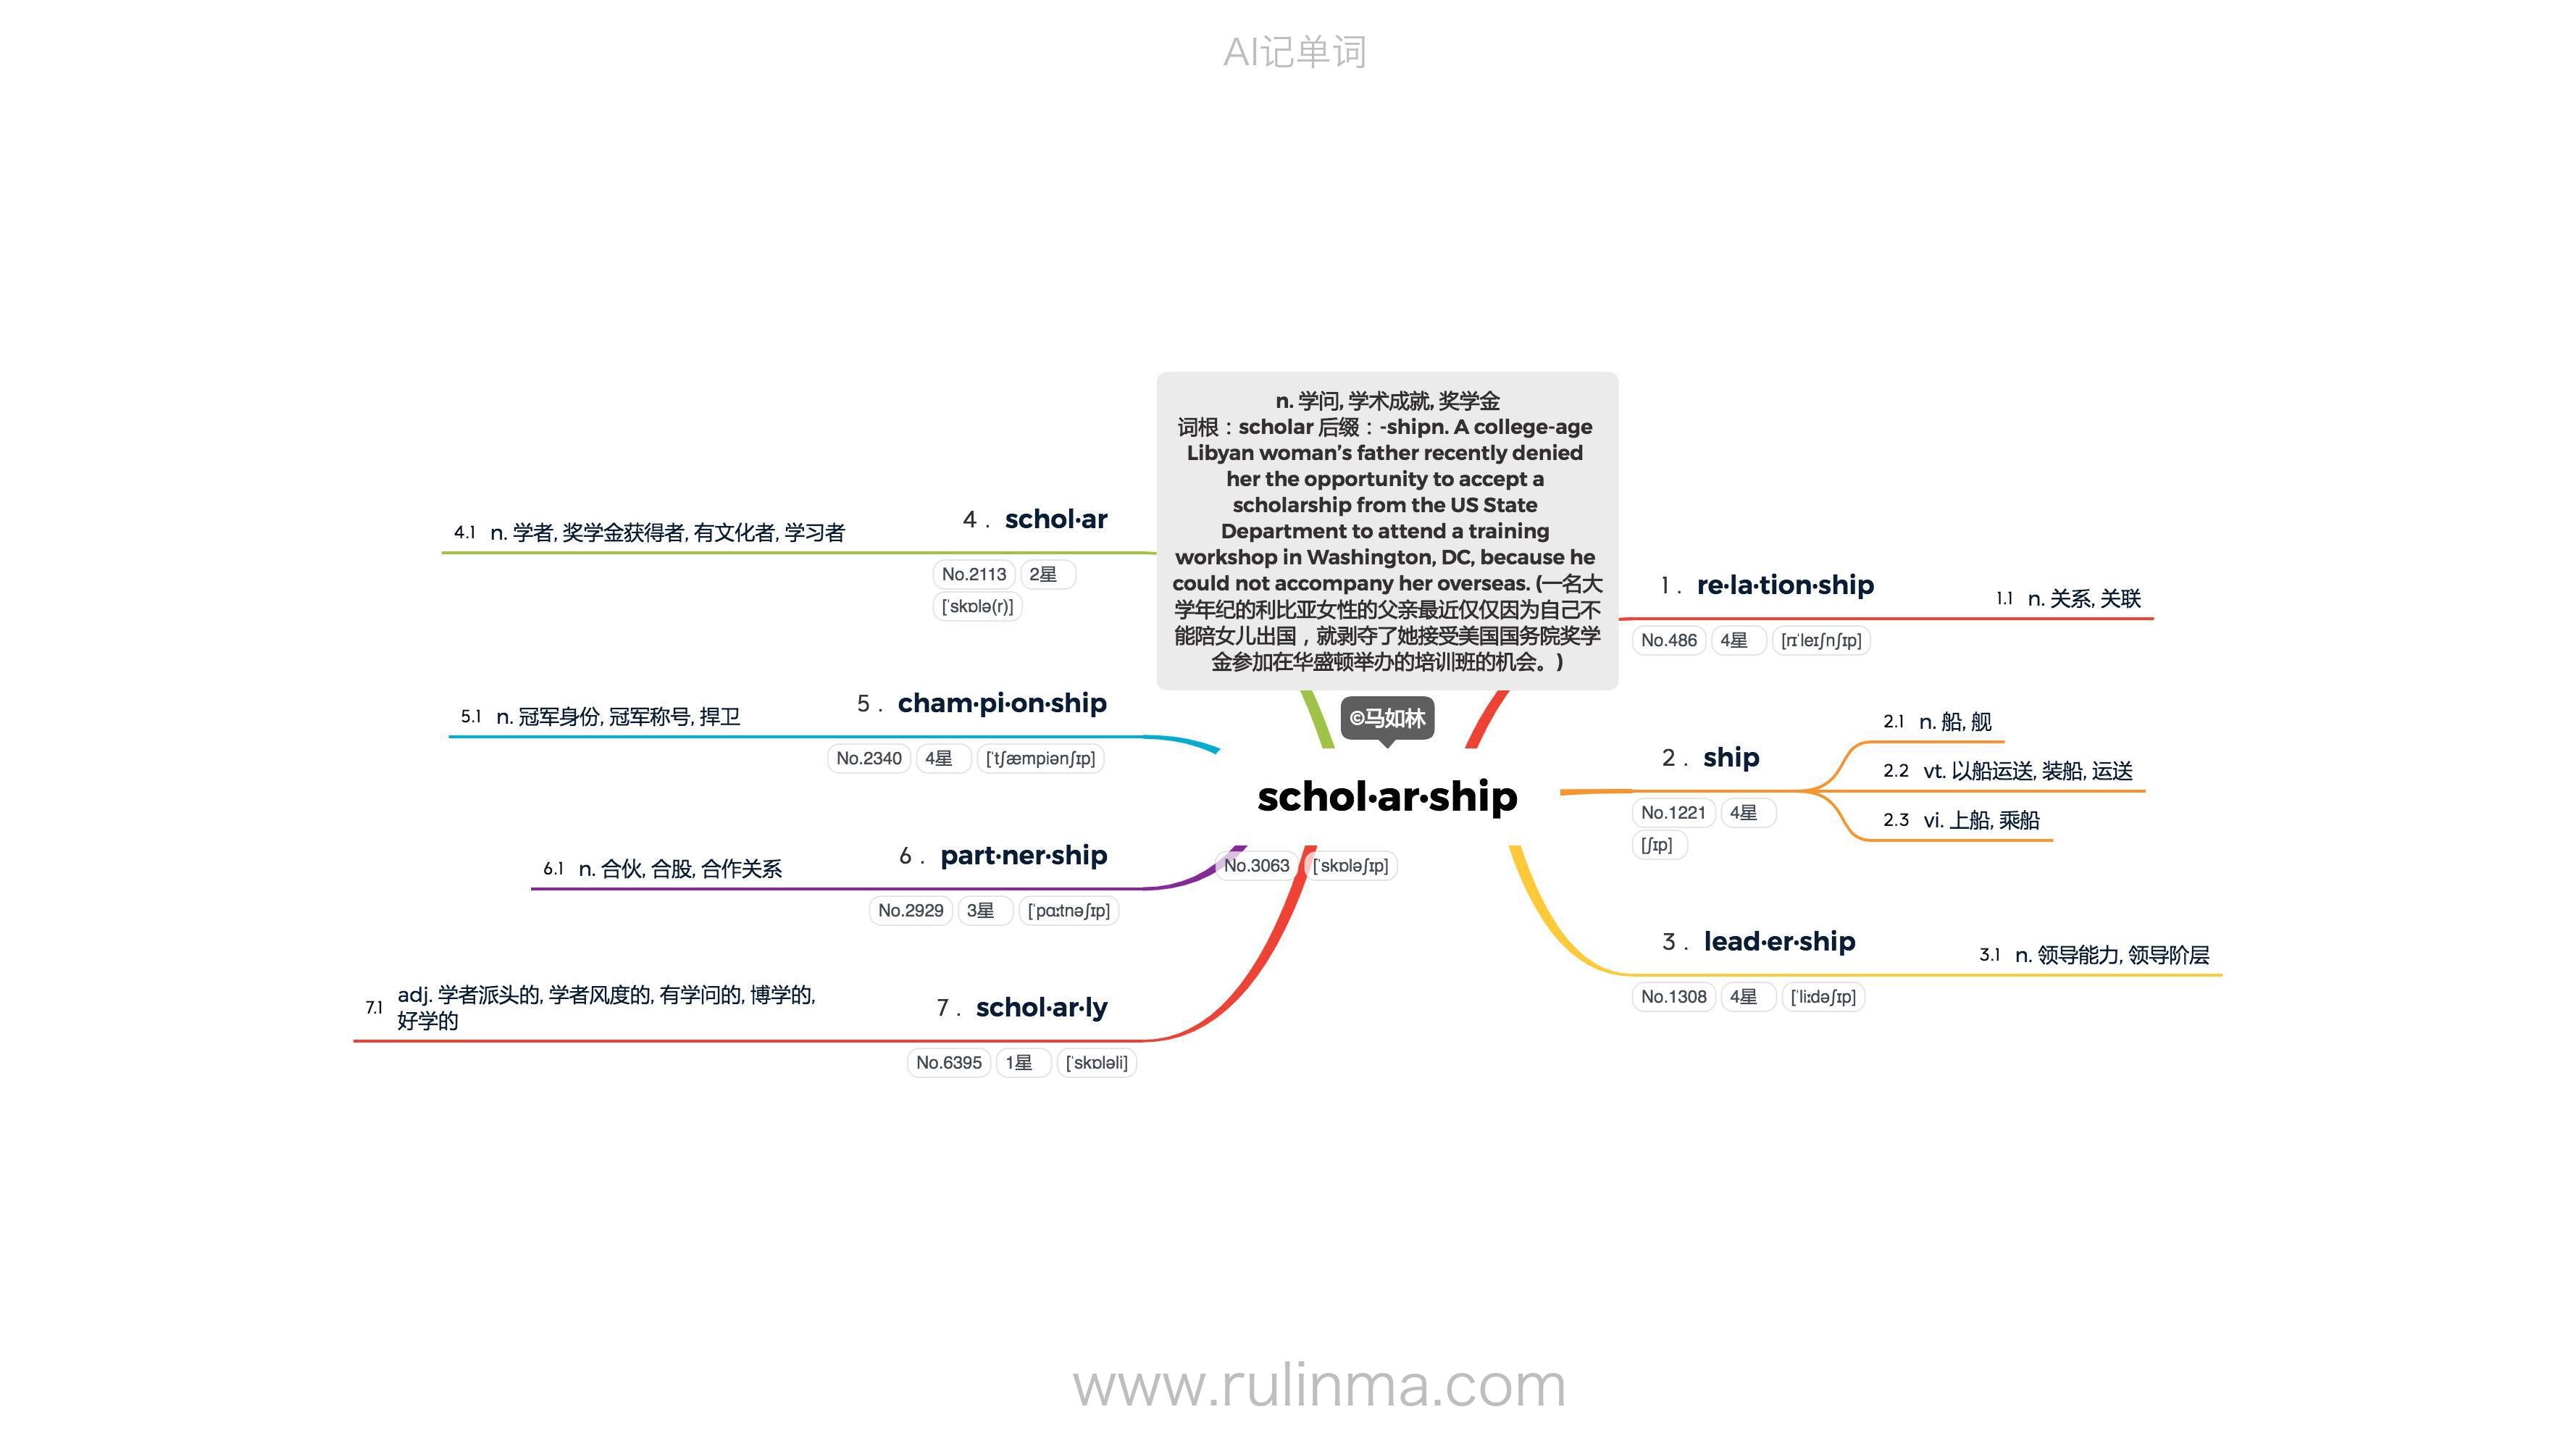 AI记单词
n. 学问, 学术成就, 奖学金
词根：scholar 后缀：-shipn. A college-age
Libyan woman’s father recently denied
her the opportunity to accept a
scholarship from the US State
Department to attend a training
workshop in Washington, DC, because he
could not accompany her overseas. (一名大
学年纪的利比亚女性的父亲最近仅仅因为自己不
能陪女儿出国，就剥夺了她接受美国国务院奖学
金参加在华盛顿举办的培训班的机会。)
©马如林
schol·ar·ship
No.3063 [ˈskɒləʃɪp]
1. re·la·tion·ship
No.486 4星 [rɪˈleɪʃnʃɪp]
1.1 n. 关系, 关联
2. ship
No.1221 4星
[ʃɪp]
2.1 n. 船, 舰
2.2 vt. 以船运送, 装船, 运送
2.3 vi. 上船, 乘船
3. lead·er·ship
No.1308 4星 [ˈliːdəʃɪp]
3.1 n. 领导能力, 领导阶层
4. schol·ar
No.2113 2星
[ˈskɒlə(r)]
4.1 n. 学者, 奖学金获得者, 有文化者, 学习者
5. cham·pi·on·ship
No.2340 4星 [ˈtʃæmpiənʃɪp]
5.1 n. 冠军身份, 冠军称号, 捍卫
6. part·ner·ship
No.2929 3星 [ˈpɑːtnəʃɪp]
6.1 n. 合伙, 合股, 合作关系
7. schol·ar·ly
No.6395 1星 [ˈskɒləli]
7.1 adj. 学者派头的, 学者风度的, 有学问的, 博学的,
好学的
www.rulinma.com